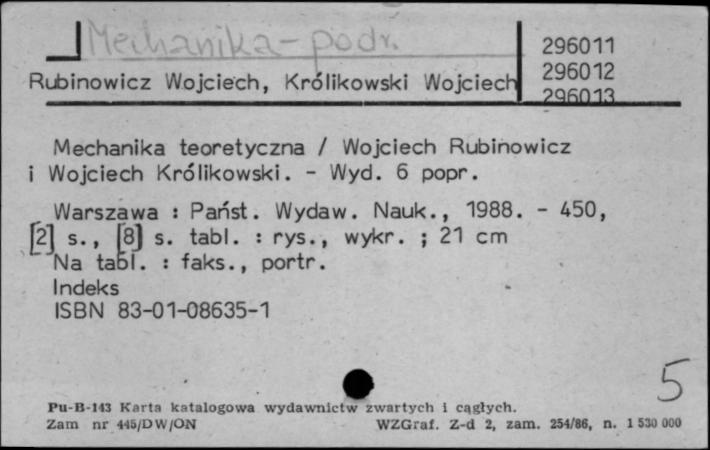 Mechanika - podr.
296011
Rubinowicz Wojciech, Królikowski Wojciech
296012
296013
Mechanika teoretyczna / Wojciech Rubinowicz
i Wojciech Królikowski. - Wyd. 6 popr.
Warszawa : Państ. Wydaw. Nauk., 1988. - 450,
[2] s., [8] s. tabl. : rys., wykr. ; 21 cm
Na tabl. : faks., portr.
Indeks
ISBN 83-01-08635-1
5
Pu-B-143 Karta katalogowa wydawnictw zwartych i cągłych.
Zam nr 445/DW/ON WZGraf. Z-d 2, zam. 254/86, n. 1 530 000